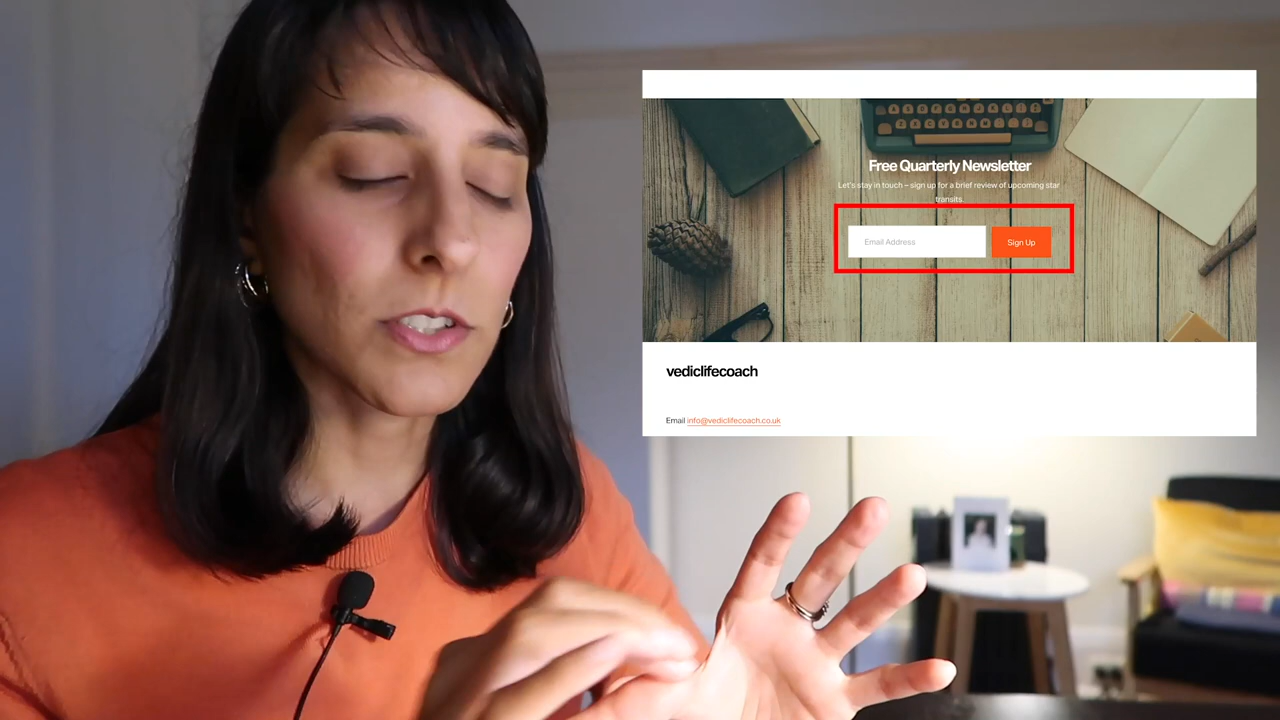 Free Quarterly Newsletter
Let's stay in touch – sign up for a brief review of upcoming star
transits.
Email Address
Sign Up
vediclifecoach
Email info@vediclifecoach.co.uk